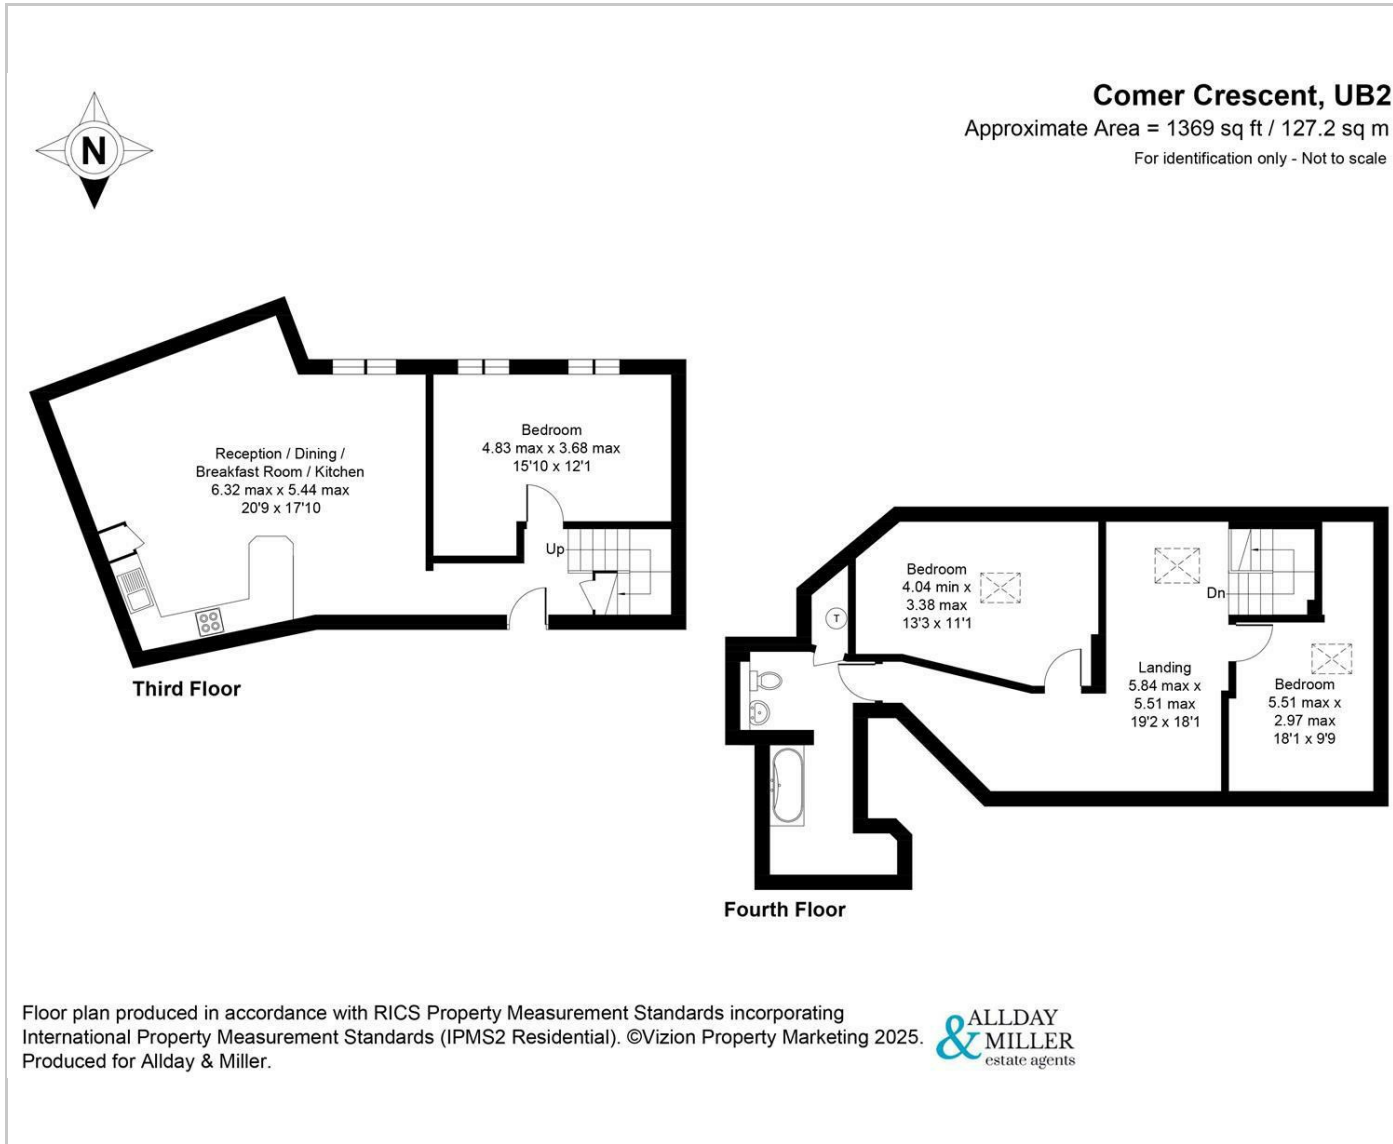 Comer Crescent, UB2
Approximate Area = 1369 sq ft / 127.2 sq m
For identification only - Not to scale
N
Reception / Dining /
Breakfast Room / Kitchen
6.32 max x 5.44 max
20'9 x 17'10
Bedroom
4.83 max x 3.68 max
15'10 x 12'1
Up
Third Floor
Bedroom
4.04 min x
3.38 max
13'3 x 11'1
T
Dn
Landing
5.84 max x
5.51 max
19'2 x 18'1
Bedroom
5.51 max x
2.97 max
18'1 x 9'9
Fourth Floor
Floor plan produced in accordance with RICS Property Measurement Standards incorporating
International Property Measurement Standards (IPMS2 Residential). ©Vizion Property Marketing 2025.
Produced for Allday & Miller.
ALLDAY
& MILLER
estate agents